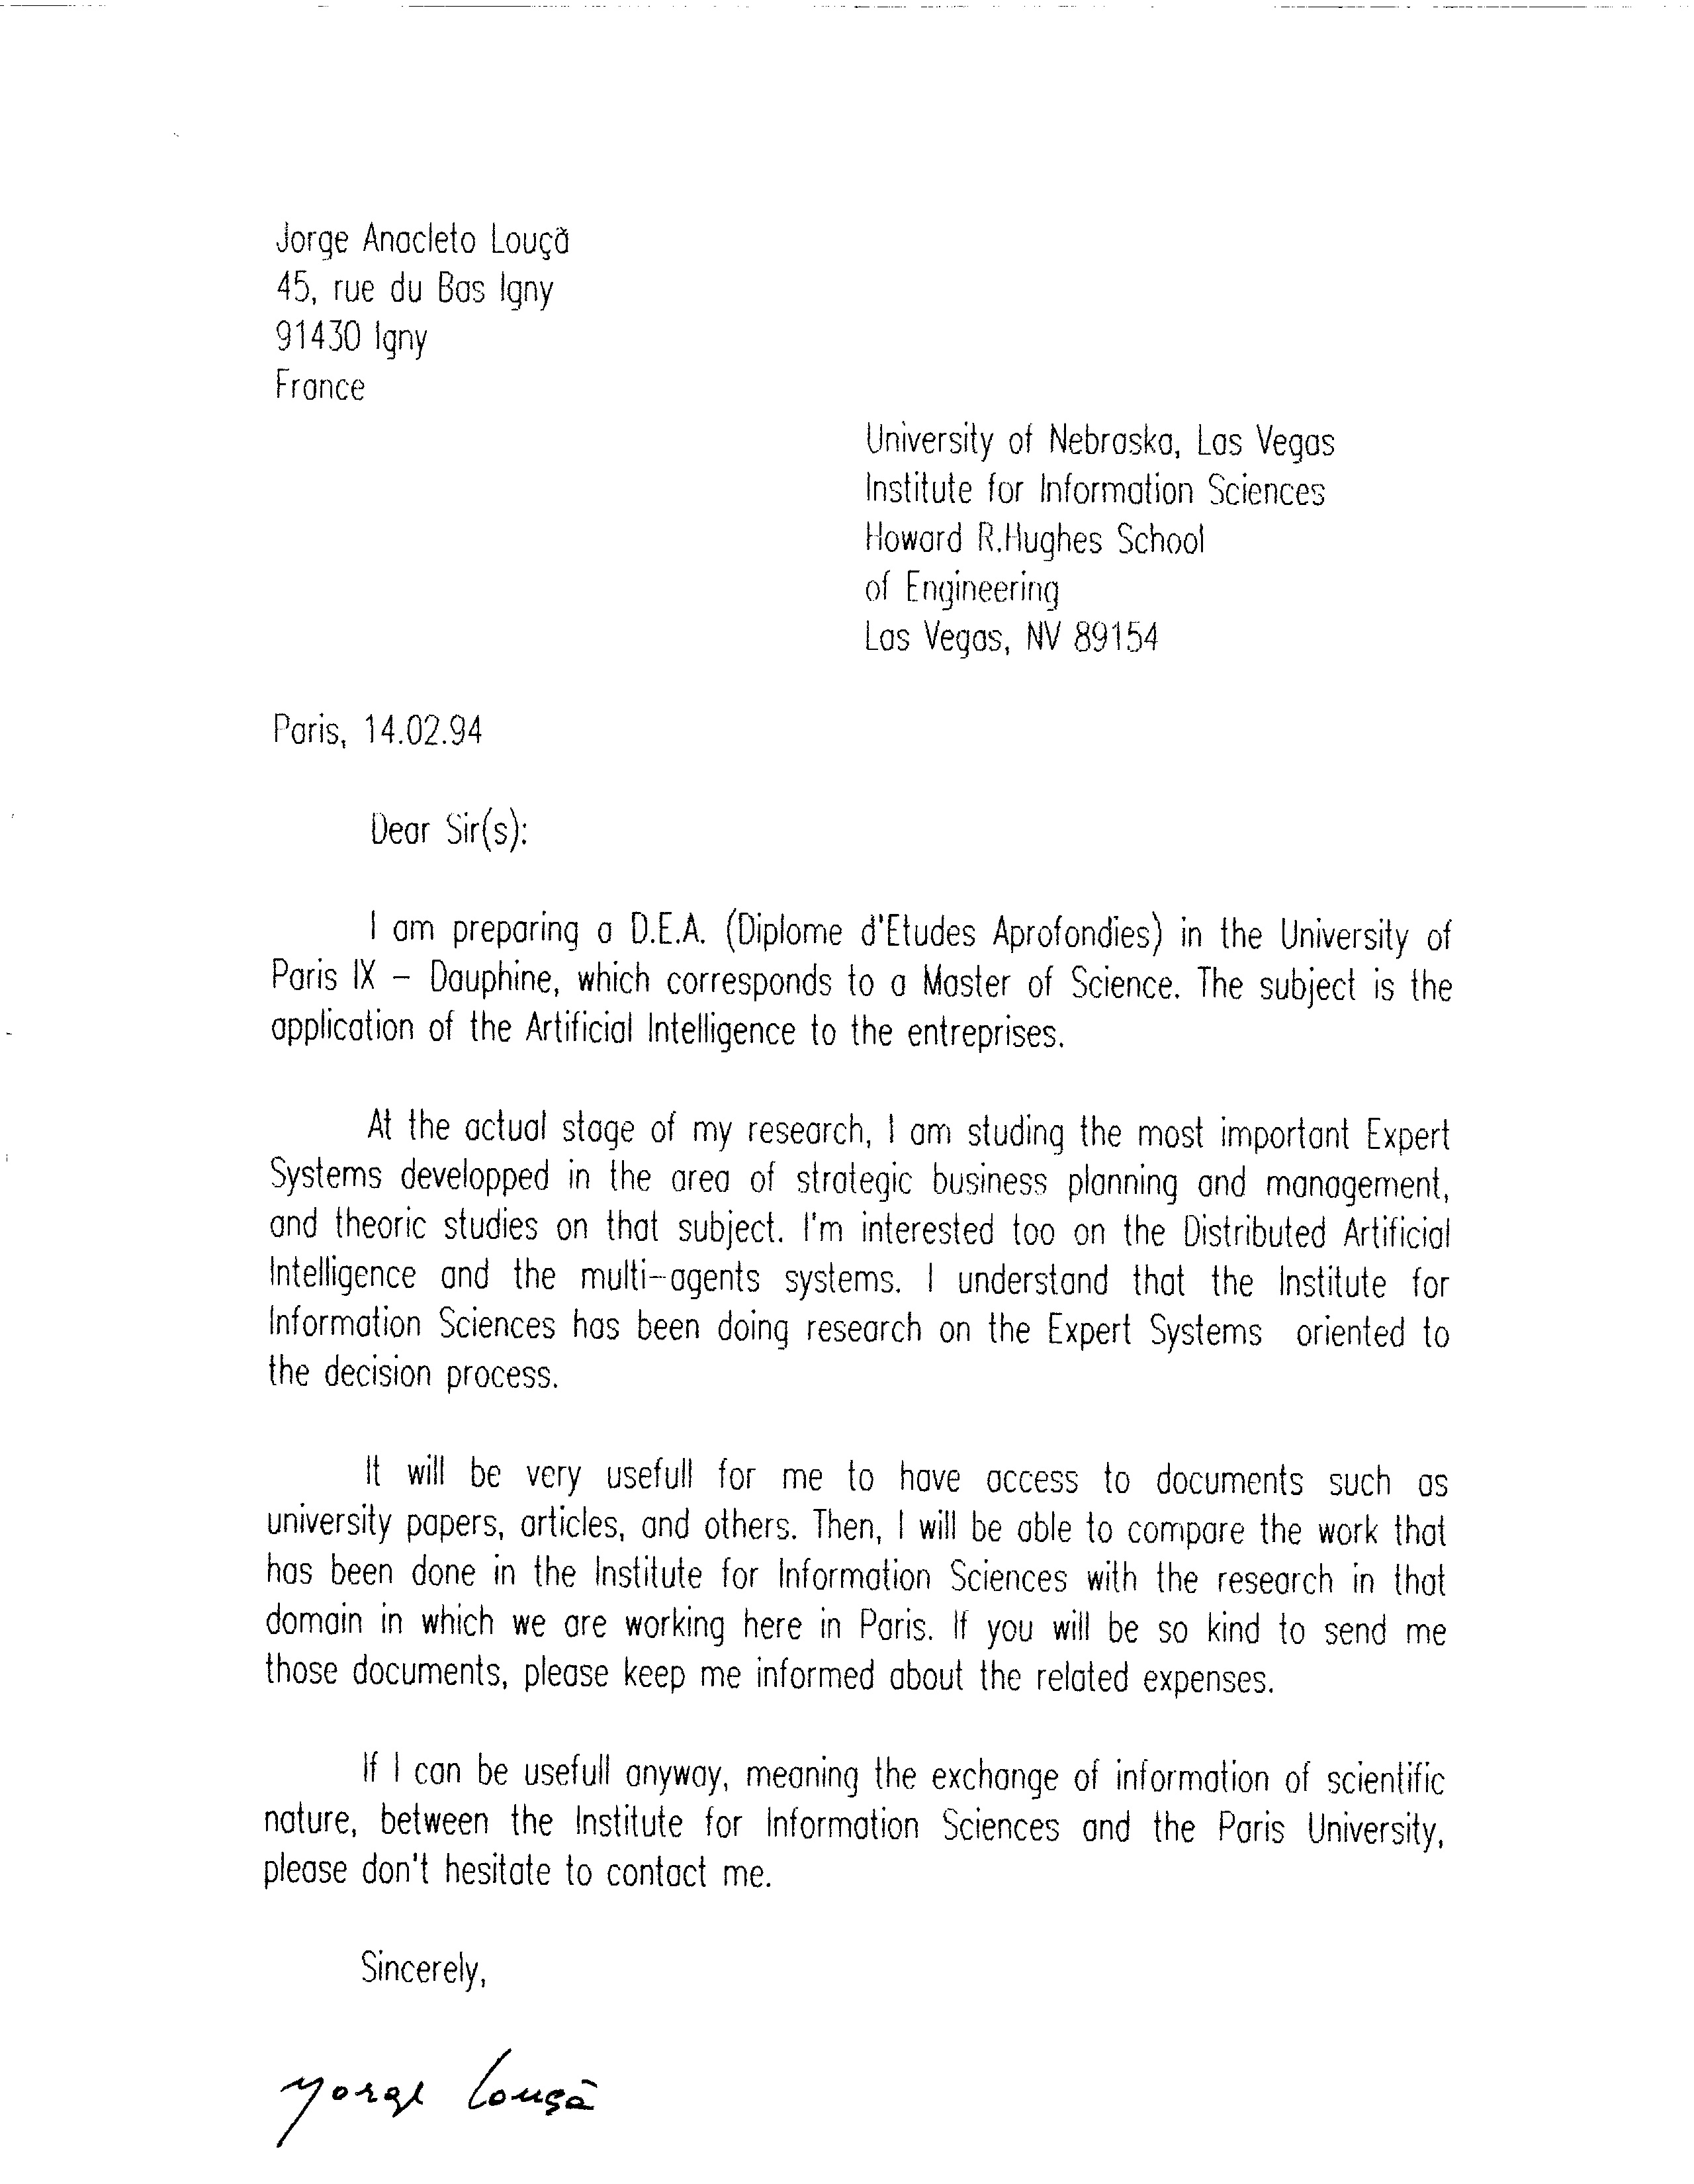 Jorge Anacleto Louçã
45, rue du Bas Igny
91430 Igny
France
University of Nebraska, Las Vegas
Institute for Information Sciences
Howard R.Hughes School
of Engineering
Las Vegas, NV 89154
Paris, 14.02.94
Dear Sir(s):
I am preparing a D.E.A. (Diplome d'Etudes Aprofondies) in the University of
Paris IX – Dauphine, which corresponds to a Master of Science. The subject is the
application of the Artificial Intelligence to the entreprises.
At the actual stage of my research, I am studing the most important Expert
Systems developped in the area of strategic business planning and management,
and theoric studies on that subject. I'm interested too on the Distributed Artificial
Intelligence and the multi-agents systems. I understand that the Institute for
Information Sciences has been doing research on the Expert Systems oriented to
the decision process.
It will be very usefull for me to have access to documents such as
university papers, articles, and others. Then, I will be able to compare the work that
has been done in the Institute for Information Sciences with the research in that
domain in which we are working here in Paris. If you will be so kind to send me
those documents, please keep me informed about the related expenses.
If I can be usefull anyway, meaning the exchange of information of scientific
nature, between the Institute for Information Sciences and the Paris University,
please don't hesitate to contact me.
Sincerely,
Jorge Louçã